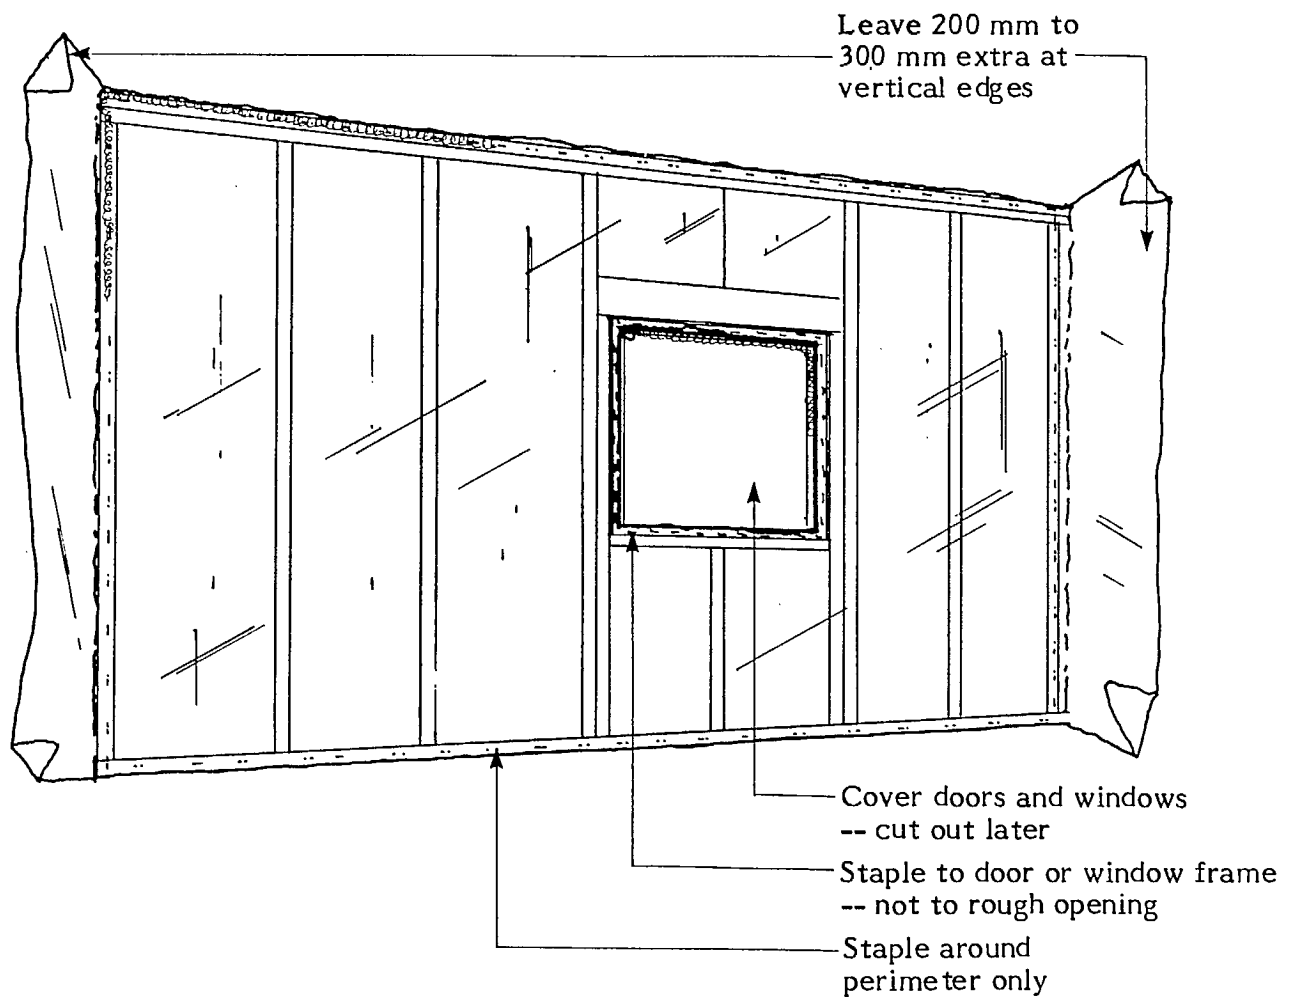 Leave 200 mm to
300 mm extra at
vertical edges
Cover doors and windows
-- cut out later
Staple to door or window frame
-- not to rough opening
Staple around
perimeter only